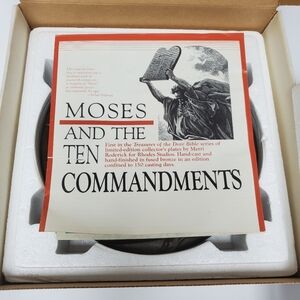 MOSES
AND THE
TEN
COMMANDMENTS
First in the Treasures of the Doré Bible series of
limited-edition collector's plates by Merri
Roderick for Rhodes Studios. Hand-cast and
hand-finished in fused bronze in an edition
confined to 150 casting days